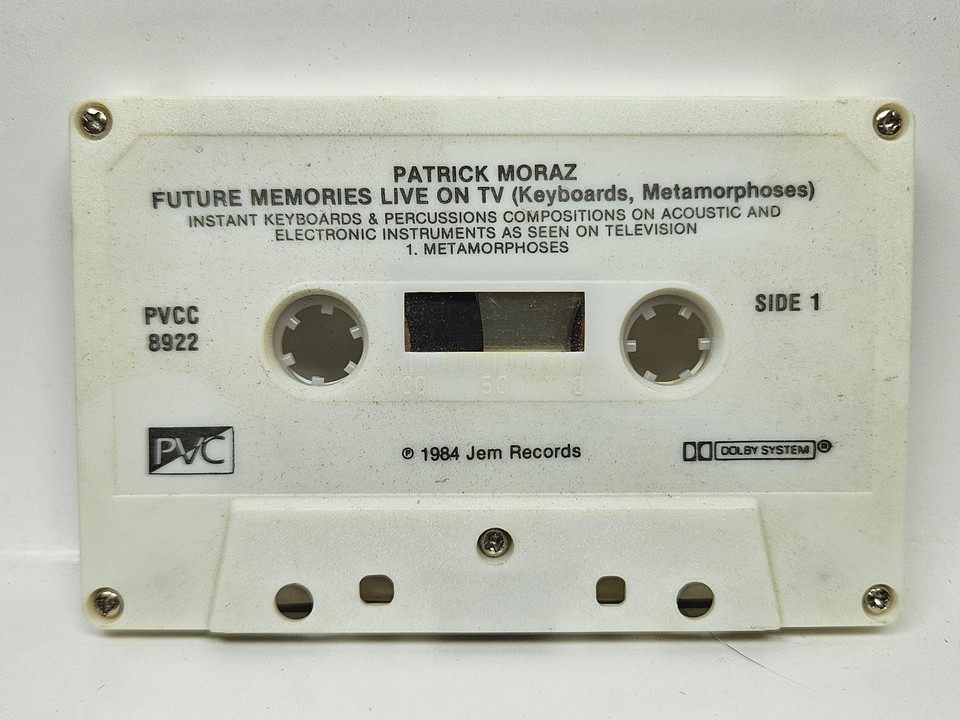 PATRICK MORAZ
FUTURE MEMORIES LIVE ON TV (Keyboards, Metamorphoses)
INSTANT KEYBOARDS & PERCUSSIONS COMPOSITIONS ON ACOUSTIC AND
ELECTRONIC INSTRUMENTS AS SEEN ON TELEVISION
1. METAMORPHOSES
PVCC
8922
SIDE 1
100 50 0
PVC
℗ 1984 Jem Records
DOLBY SYSTEM ®